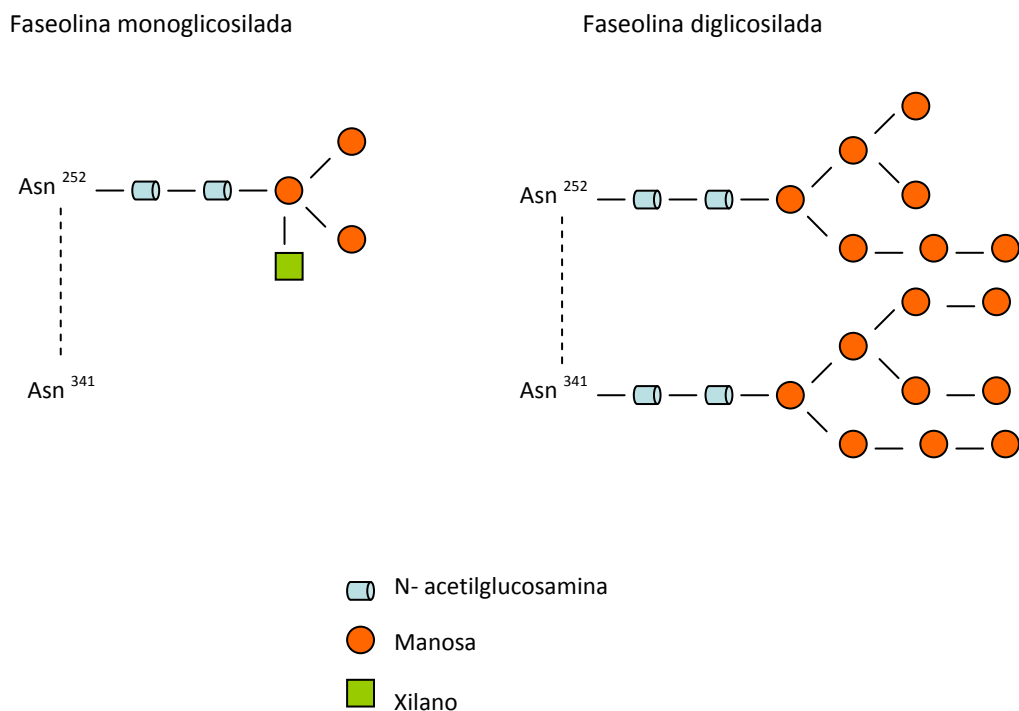 Faseolina monoglicosilada
Faseolina diglicosilada
Asn 252
Asn 341
Asn 252
Asn 341
N- acetilglucosamina
Manosa
Xilano